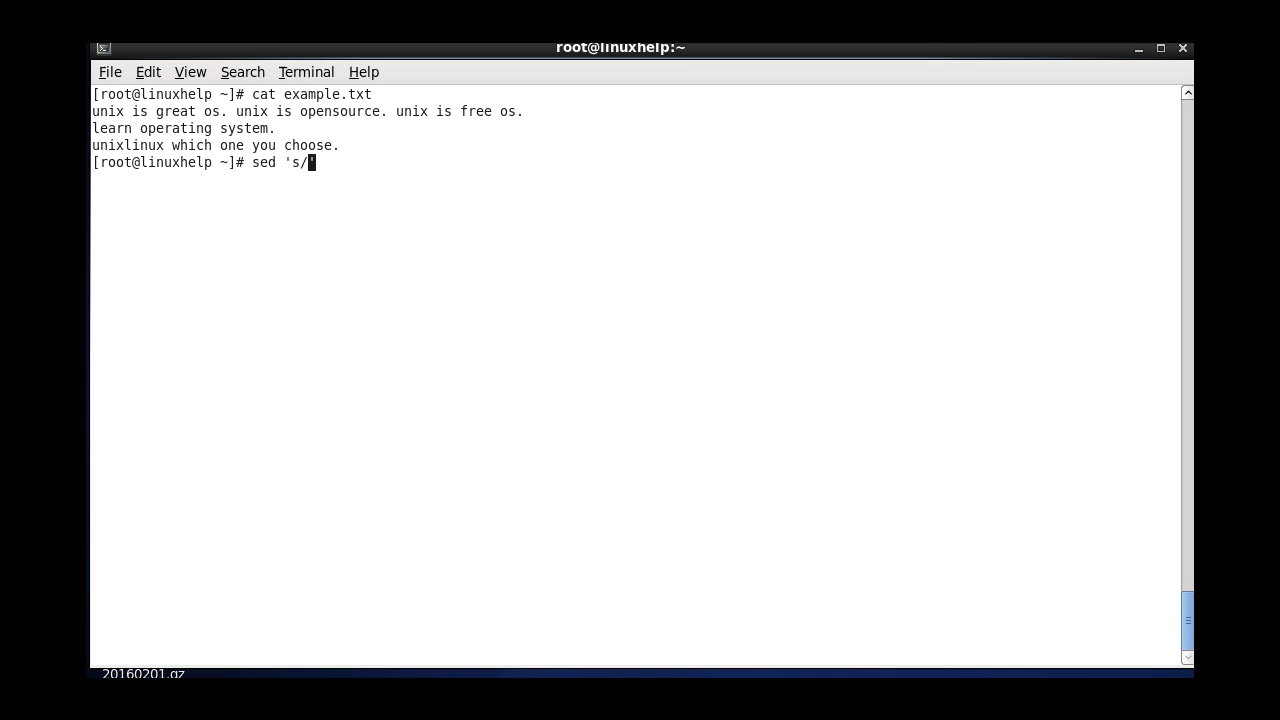 root@linuxhelp:~
File Edit View Search Terminal Help
[root@linuxhelp ~]# cat example.txt
unix is great os. unix is opensource. unix is free os.
learn operating system.
unixlinux which one you choose.
[root@linuxhelp ~]# sed 's/'
20160201.gz